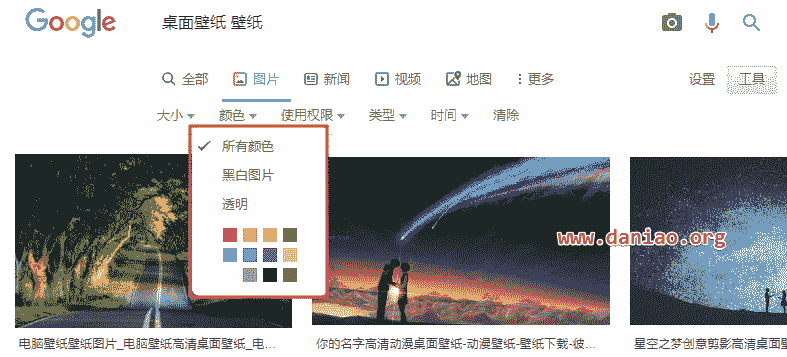 Google
桌面壁纸 壁纸
全部 图片 新闻 视频 地图 更多 设置 工具
大小 颜色 使用权限 类型 时间 清除
所有颜色
黑白图片
透明
www.daniao.org
电脑壁纸壁纸图片_电脑壁纸高清桌面壁纸_电...
你的名字高清动漫桌面壁纸-动漫壁纸-壁纸下载-彼...
星空之梦创意剪影高清桌面壁